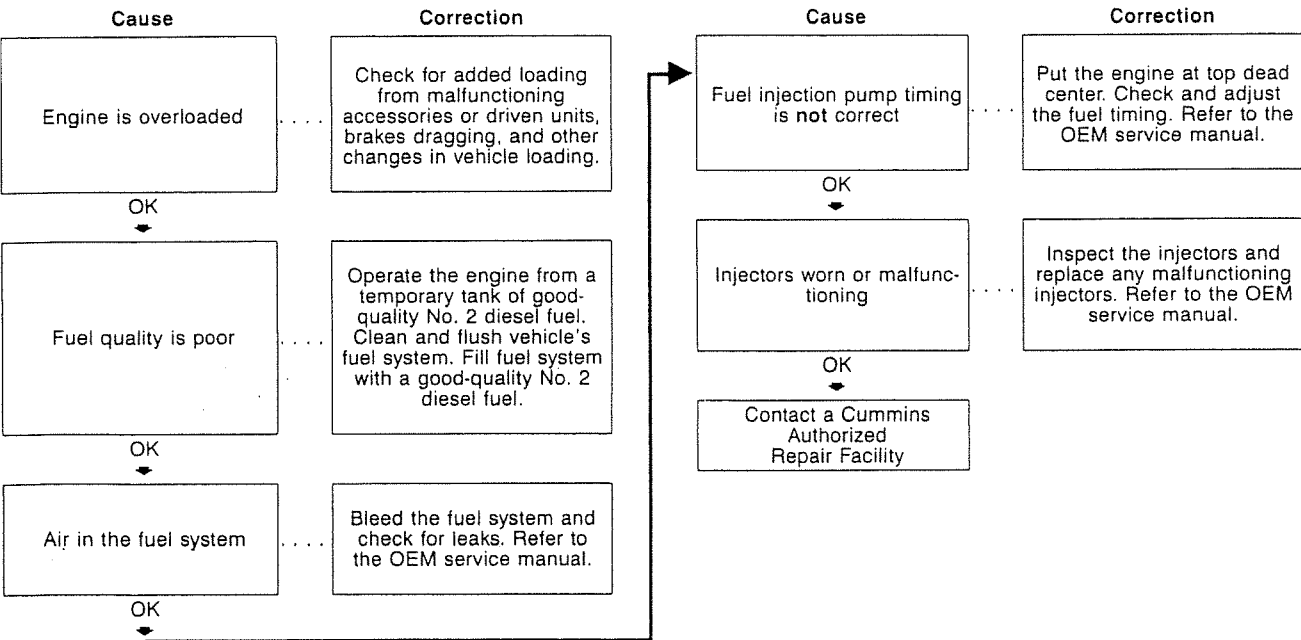 Cause
Correction
Engine is overloaded
. . . .
Check for added loading
from malfunctioning
accessories or driven units,
brakes dragging, and other
changes in vehicle loading.
OK
Fuel quality is poor
. . . .
Operate the engine from a
temporary tank of good-
quality No. 2 diesel fuel.
Clean and flush vehicle's
fuel system. Fill fuel system
with a good-quality No. 2
diesel fuel.
OK
Air in the fuel system
. . . .
Bleed the fuel system and
check for leaks. Refer to
the OEM service manual.
OK
Cause
Correction
Fuel injection pump timing
is not correct
. . . .
Put the engine at top dead
center. Check and adjust
the fuel timing. Refer to the
OEM service manual.
OK
Injectors worn or malfunc-
tioning
. . . .
Inspect the injectors and
replace any malfunctioning
injectors. Refer to the OEM
service manual.
OK
Contact a Cummins
Authorized
Repair Facility